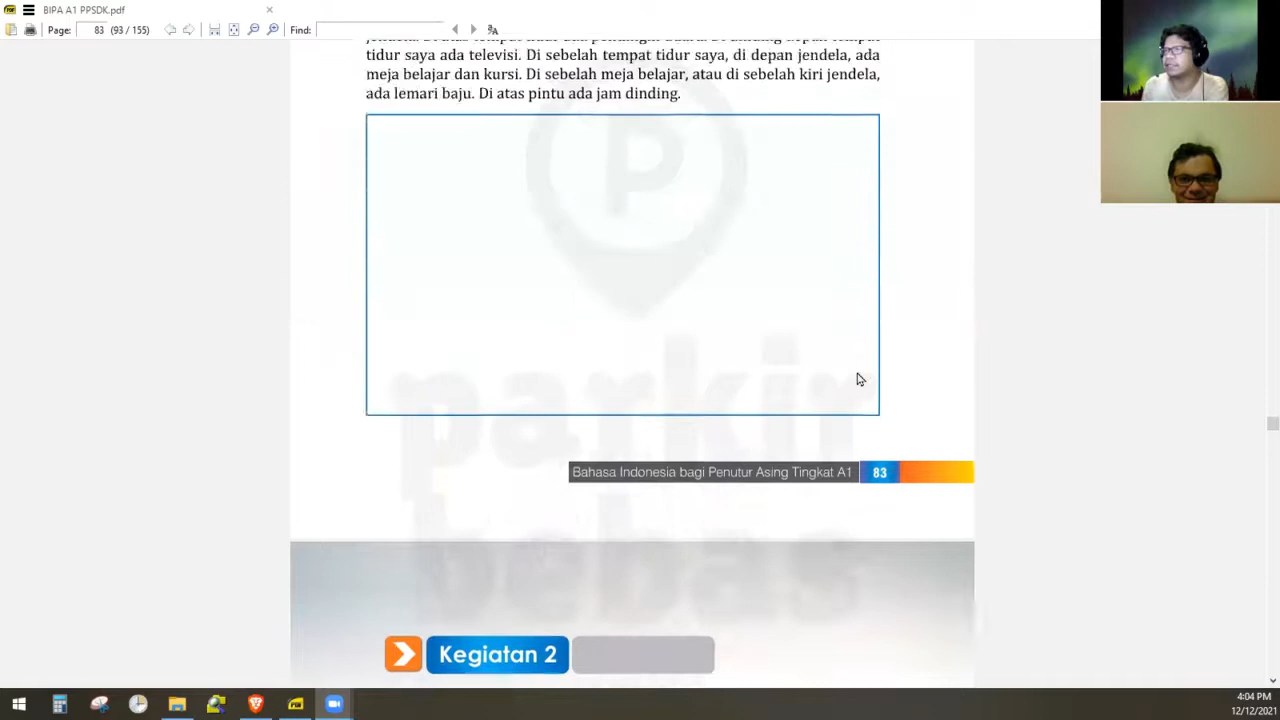 BIPA A1 PPSDK.pdf
Page: 83 (93 / 155) Find:
tidur saya ada televisi. Di sebelah tempat tidur saya, di depan jendela, ada
meja belajar dan kursi. Di sebelah meja belajar, atau di sebelah kiri jendela,
ada lemari baju. Di atas pintu ada jam dinding.
P
parkir
Bahasa Indonesia bagi Penutur Asing Tingkat A1 83
bebas
Kegiatan 2
4:04 PM
12/12/2021